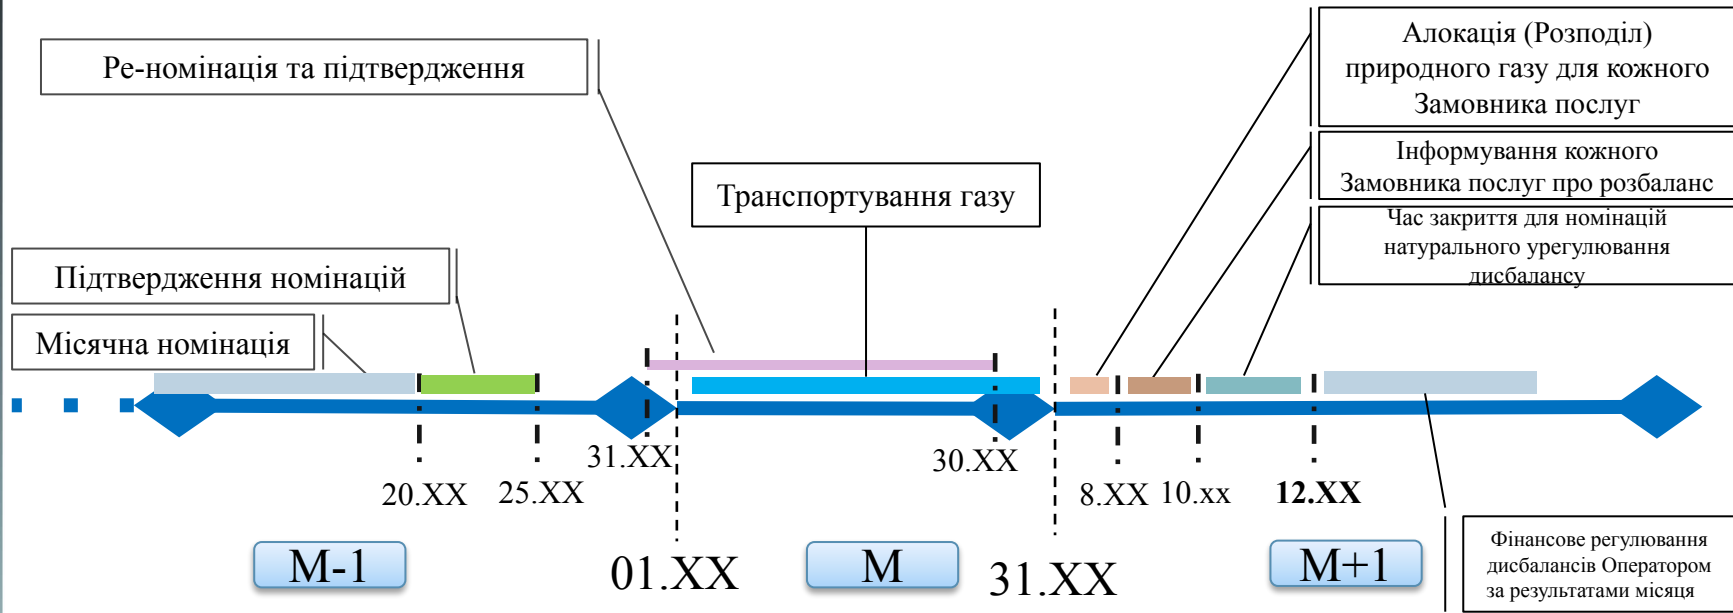 Ре-номінація та підтвердження
Алокація (Розподіл)
природного газу для кожного
Замовника послуг
Інформування кожного
Замовника послуг про розбаланс
Транспортування газу
Час закриття для номінацій
натурального урегулювання
дисбалансу
Підтвердження номінацій
Місячна номінація
31.XX
30.XX
20.XX
25.XX
8.XX
10.xx
12.XX
М-1
01.XX
М
31.XX
М+1
Фінансове регулювання
дисбалансів Оператором
за результатами місяця